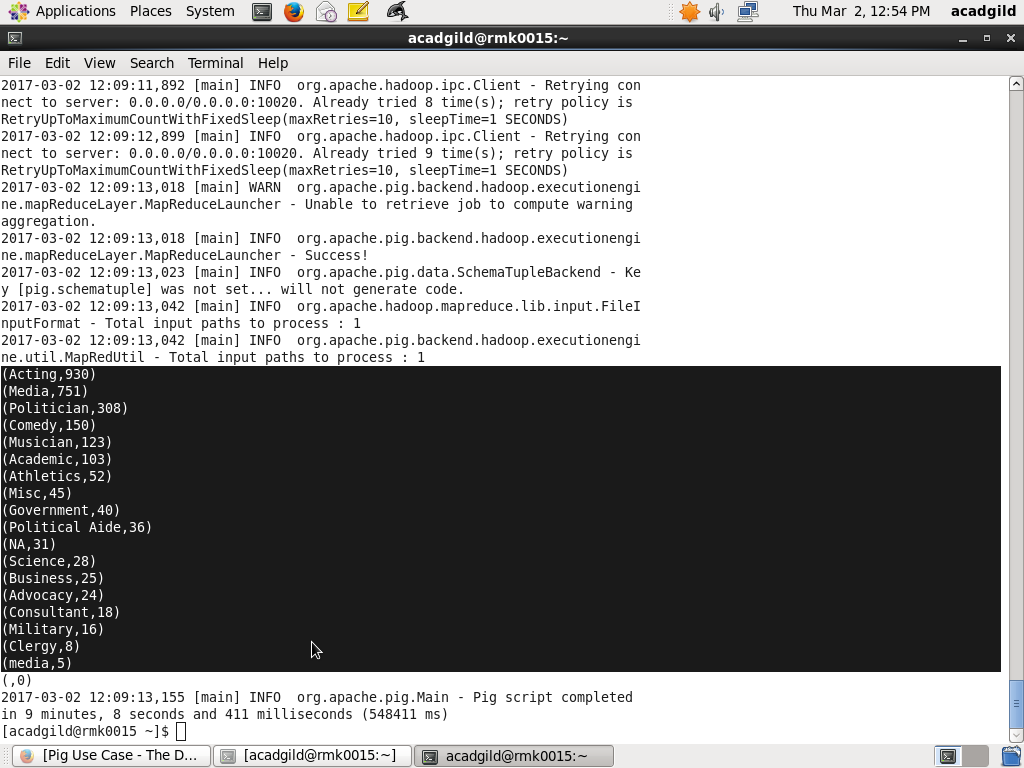 Applications Places System Thu Mar 2, 12:54 PM acadgild
acadgild@rmk0015:~
File Edit View Search Terminal Help
2017-03-02 12:09:11,892 [main] INFO  org.apache.hadoop.ipc.Client - Retrying con
nect to server: 0.0.0.0/0.0.0.0:10020. Already tried 8 time(s); retry policy is
RetryUpToMaximumCountWithFixedSleep(maxRetries=10, sleepTime=1 SECONDS)
2017-03-02 12:09:12,899 [main] INFO  org.apache.hadoop.ipc.Client - Retrying con
nect to server: 0.0.0.0/0.0.0.0:10020. Already tried 9 time(s); retry policy is
RetryUpToMaximumCountWithFixedSleep(maxRetries=10, sleepTime=1 SECONDS)
2017-03-02 12:09:13,018 [main] WARN  org.apache.pig.backend.hadoop.executionengi
ne.mapReduceLayer.MapReduceLauncher - Unable to retrieve job to compute warning
aggregation.
2017-03-02 12:09:13,018 [main] INFO  org.apache.pig.backend.hadoop.executionengi
ne.mapReduceLayer.MapReduceLauncher - Success!
2017-03-02 12:09:13,023 [main] INFO  org.apache.pig.data.SchemaTupleBackend - Ke
y [pig.schematuple] was not set... will not generate code.
2017-03-02 12:09:13,042 [main] INFO  org.apache.hadoop.mapreduce.lib.input.FileI
nputFormat - Total input paths to process : 1
2017-03-02 12:09:13,042 [main] INFO  org.apache.pig.backend.hadoop.executionengi
ne.util.MapRedUtil - Total input paths to process : 1
(Acting,930)
(Media,751)
(Politician,308)
(Comedy,150)
(Musician,123)
(Academic,103)
(Athletics,52)
(Misc,45)
(Government,40)
(Political Aide,36)
(NA,31)
(Science,28)
(Business,25)
(Advocacy,24)
(Consultant,18)
(Military,16)
(Clergy,8)
(media,5)
(,0)
2017-03-02 12:09:13,155 [main] INFO  org.apache.pig.Main - Pig script completed
in 9 minutes, 8 seconds and 411 milliseconds (548411 ms)
[acadgild@rmk0015 ~]$
[Pig Use Case - The D... [acadgild@rmk0015:~] acadgild@rmk0015:~